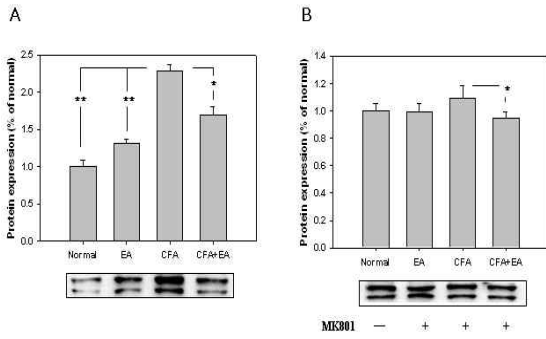 A
Protein expression (% of normal)
2.5
2.0
1.5
1.0
0.5
0.0
** ** *
Normal EA CFA CFA+EA
B
Protein expression (% of normal)
1.4
1.2
1.0
0.8
0.6
0.4
0.2
0.0
*
Normal EA CFA CFA+EA
MK801 — + + +